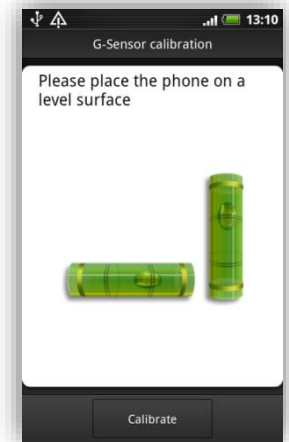 13:10
G-Sensor calibration
Please place the phone on a
level surface
Calibrate